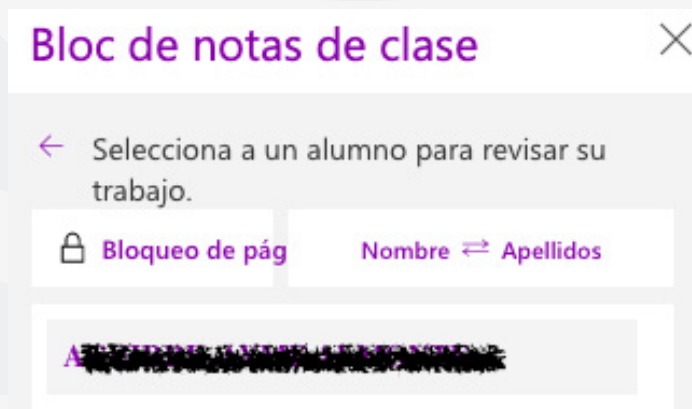 Bloc de notas de clase
Selecciona a un alumno para revisar su
trabajo.
Bloqueo de pág
Nombre ⇄ Apellidos